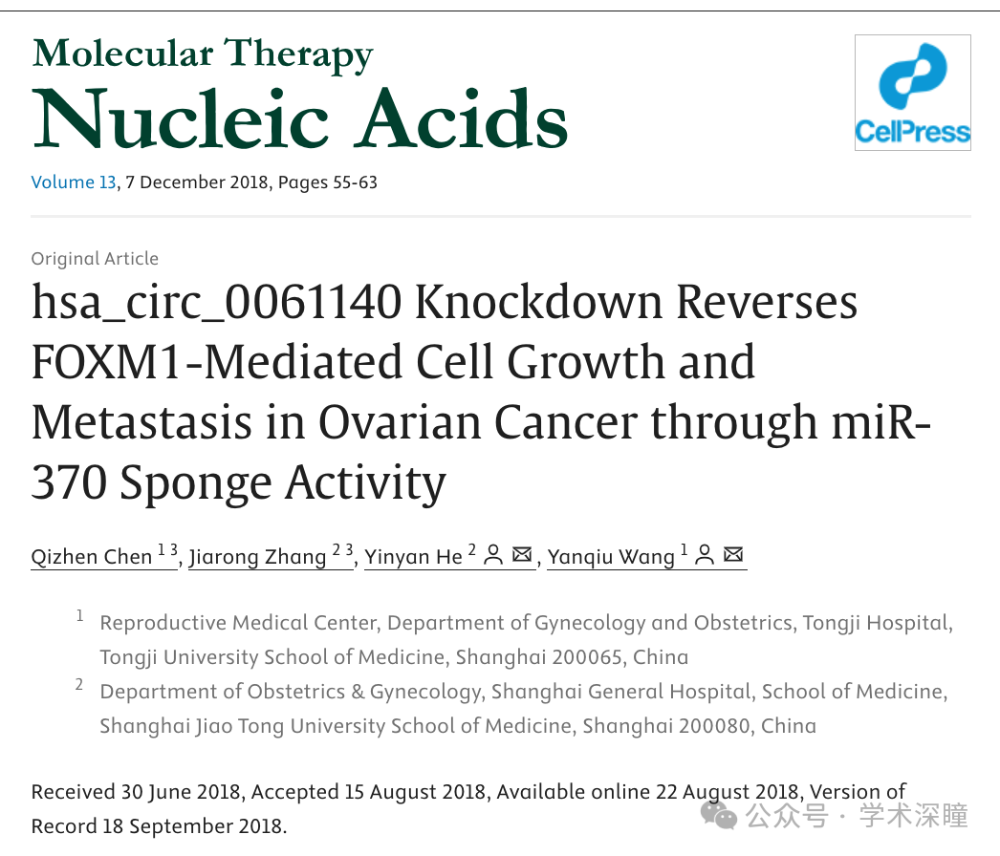 Molecular Therapy
Nucleic Acids
CellPress
Volume 13, 7 December 2018, Pages 55-63
Original Article
hsa_circ_0061140 Knockdown Reverses
FOXM1-Mediated Cell Growth and
Metastasis in Ovarian Cancer through miR-
370 Sponge Activity
Qizhen Chen 1 3, Jiarong Zhang 2 3, Yinyan He 2, Yanqiu Wang 1
1 Reproductive Medical Center, Department of Gynecology and Obstetrics, Tongji Hospital,
Tongji University School of Medicine, Shanghai 200065, China
2 Department of Obstetrics & Gynecology, Shanghai General Hospital, School of Medicine,
Shanghai Jiao Tong University School of Medicine, Shanghai 200080, China
Received 30 June 2018, Accepted 15 August 2018, Available online 22 August 2018, Version of
Record 18 September 2018.
公众号 · 学术深瞳